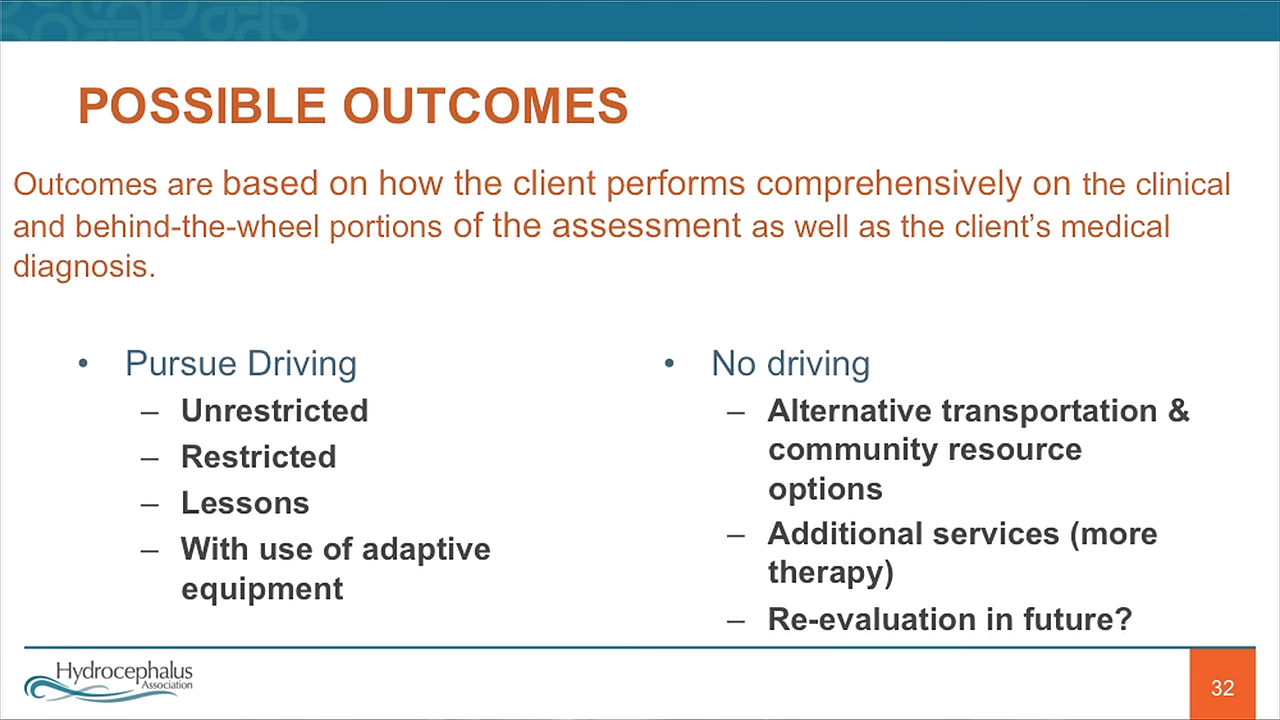 POSSIBLE OUTCOMES
Outcomes are based on how the client performs comprehensively on the clinical
and behind-the-wheel portions of the assessment as well as the client’s medical
diagnosis.
• Pursue Driving
– Unrestricted
– Restricted
– Lessons
– With use of adaptive
equipment
• No driving
– Alternative transportation &
community resource
options
– Additional services (more
therapy)
– Re-evaluation in future?
Hydrocephalus
Association
32